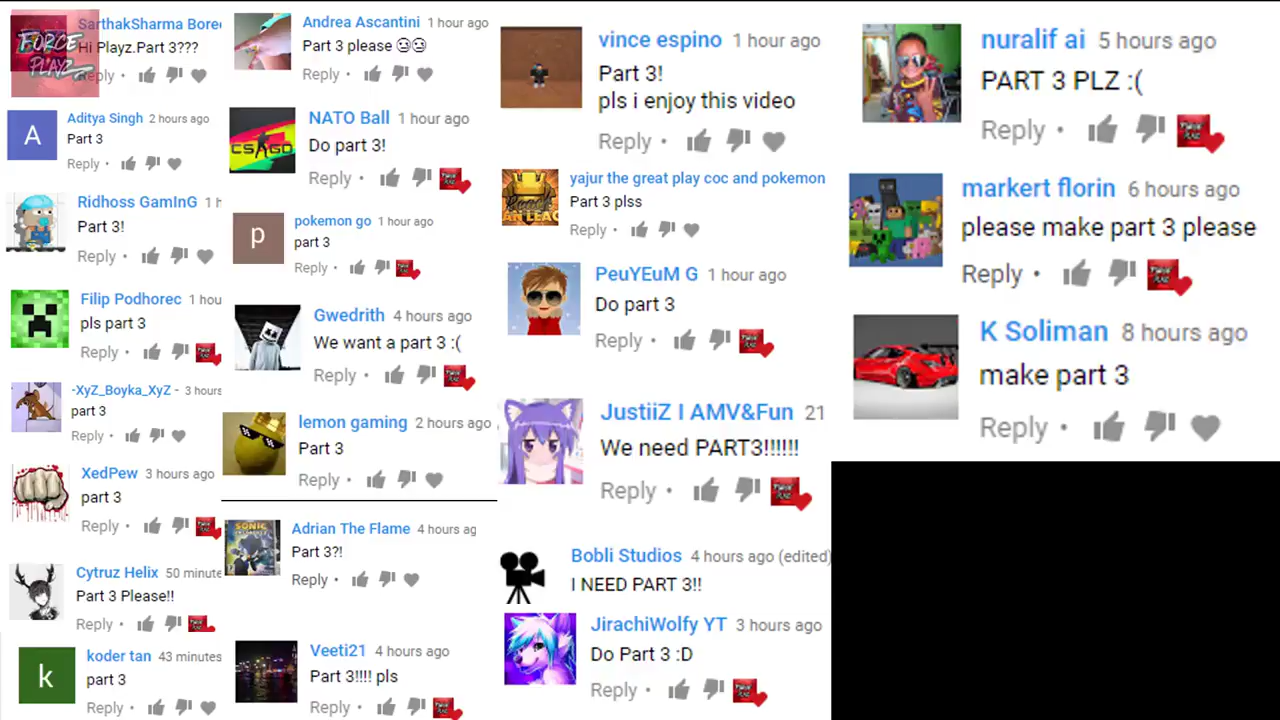 SarthakSharma Bore
Hi Playz.Part 3???
Reply
FORCE
PLAYZ
A
Aditya Singh 2 hours ago
Part 3
Reply
Ridhoss GamInG 1 h
Part 3!
Reply
Filip Podhorec 1 hou
pls part 3
Reply
-XyZ_Boyka_XyZ - 3 hours
part 3
Reply
XedPew 3 hours ago
part 3
Reply
Cytruz Helix 50 minute
Part 3 Please!!
Reply
k
koder tan 43 minutes
part 3
Reply
Andrea Ascantini 1 hour ago
Part 3 please 😐😐
Reply
CS:GO
NATO Ball 1 hour ago
Do part 3!
Reply
p
pokemon go 1 hour ago
part 3
Reply
Gwedrith 4 hours ago
We want a part 3 :(
Reply
lemon gaming 2 hours ago
Part 3
Reply
SONIC
Adrian The Flame 4 hours ag
Part 3?!
Reply
Veeti21 4 hours ago
Part 3!!!! pls
Reply
vince espino 1 hour ago
Part 3!
pls i enjoy this video
Reply
yajur the great play coc and pokemon
Part 3 plss
Reply
PeuYEuM G 1 hour ago
Do part 3
Reply
JustiiZ I AMV&Fun 21
We need PART3!!!!!!
Reply
Bobli Studios 4 hours ago (edited)
I NEED PART 3!!
JirachiWolfy YT 3 hours ago
Do Part 3 :D
Reply
nuralif ai 5 hours ago
PART 3 PLZ :(
Reply
markert florin 6 hours ago
please make part 3 please
Reply
K Soliman 8 hours ago
make part 3
Reply